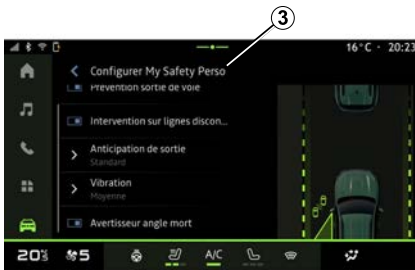 3
16°C · 20:23
Configurer My Safety Perso
Prévention sortie de voie
Intervention sur lignes discon...
Anticipation de sortie
Standard
Vibration
Moyenne
Avertisseur angle mort
20⁵ 5 A/C